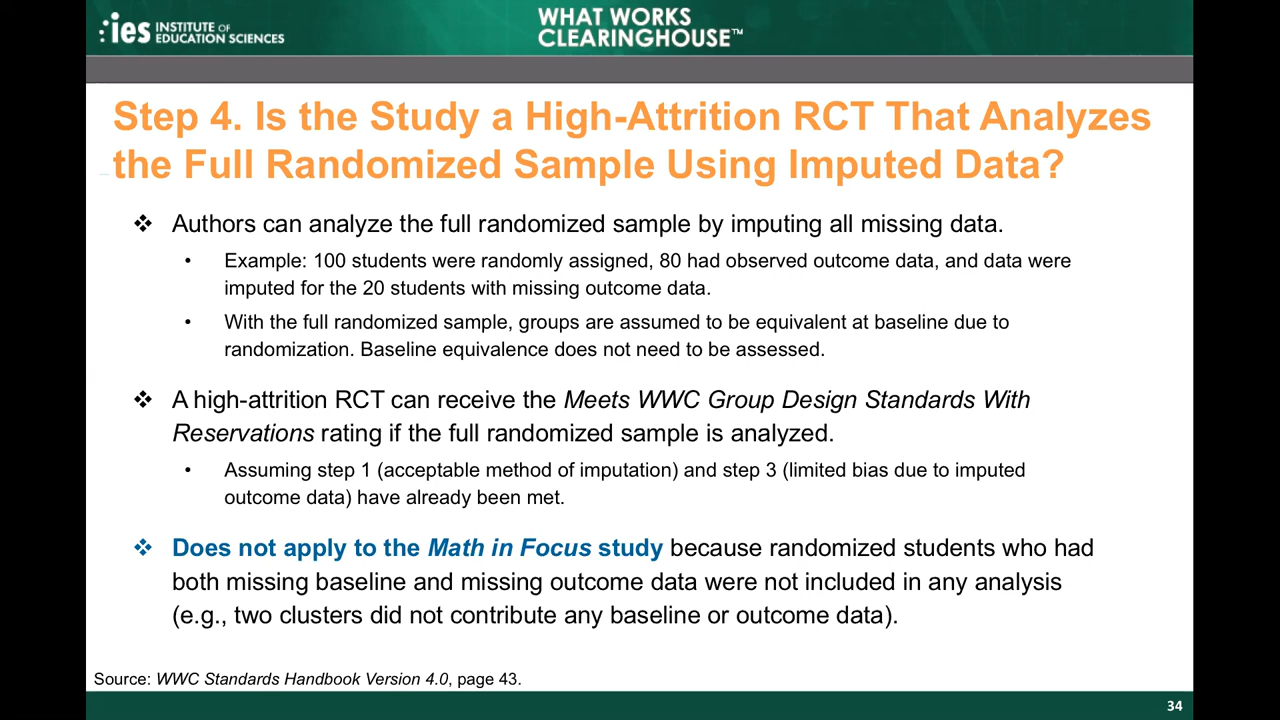 ies INSTITUTE OF EDUCATION SCIENCES
WHAT WORKS CLEARINGHOUSE™
Step 4. Is the Study a High-Attrition RCT That Analyzes
the Full Randomized Sample Using Imputed Data?
❖ Authors can analyze the full randomized sample by imputing all missing data.
• Example: 100 students were randomly assigned, 80 had observed outcome data, and data were
imputed for the 20 students with missing outcome data.
• With the full randomized sample, groups are assumed to be equivalent at baseline due to
randomization. Baseline equivalence does not need to be assessed.
❖ A high-attrition RCT can receive the Meets WWC Group Design Standards With
Reservations rating if the full randomized sample is analyzed.
• Assuming step 1 (acceptable method of imputation) and step 3 (limited bias due to imputed
outcome data) have already been met.
❖ Does not apply to the Math in Focus study because randomized students who had
both missing baseline and missing outcome data were not included in any analysis
(e.g., two clusters did not contribute any baseline or outcome data).
Source: WWC Standards Handbook Version 4.0, page 43.
34